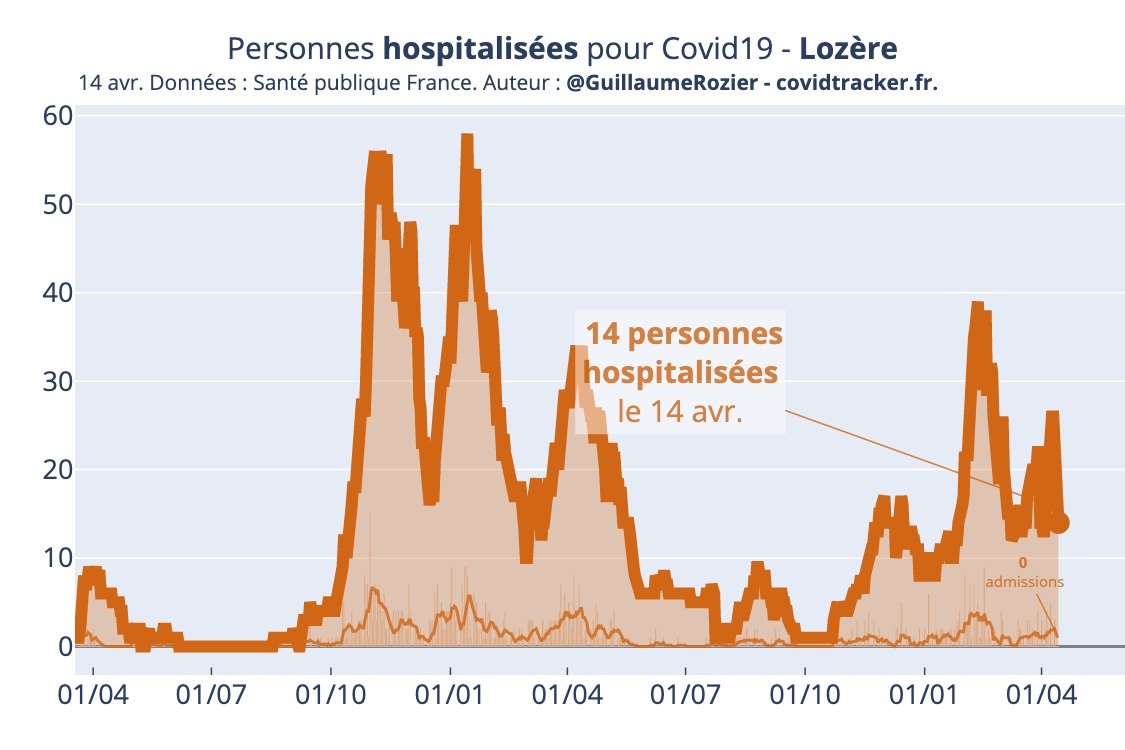 Personnes hospitalisées pour Covid19 - Lozère
14 avr. Données : Santé publique France. Auteur : @GuillaumeRozier - covidtracker.fr.
60
50
40
30
20
10
0
14 personnes
hospitalisées
le 14 avr.
0
admissions
01/04
01/07
01/10
01/01
01/04
01/07
01/10
01/01
01/04